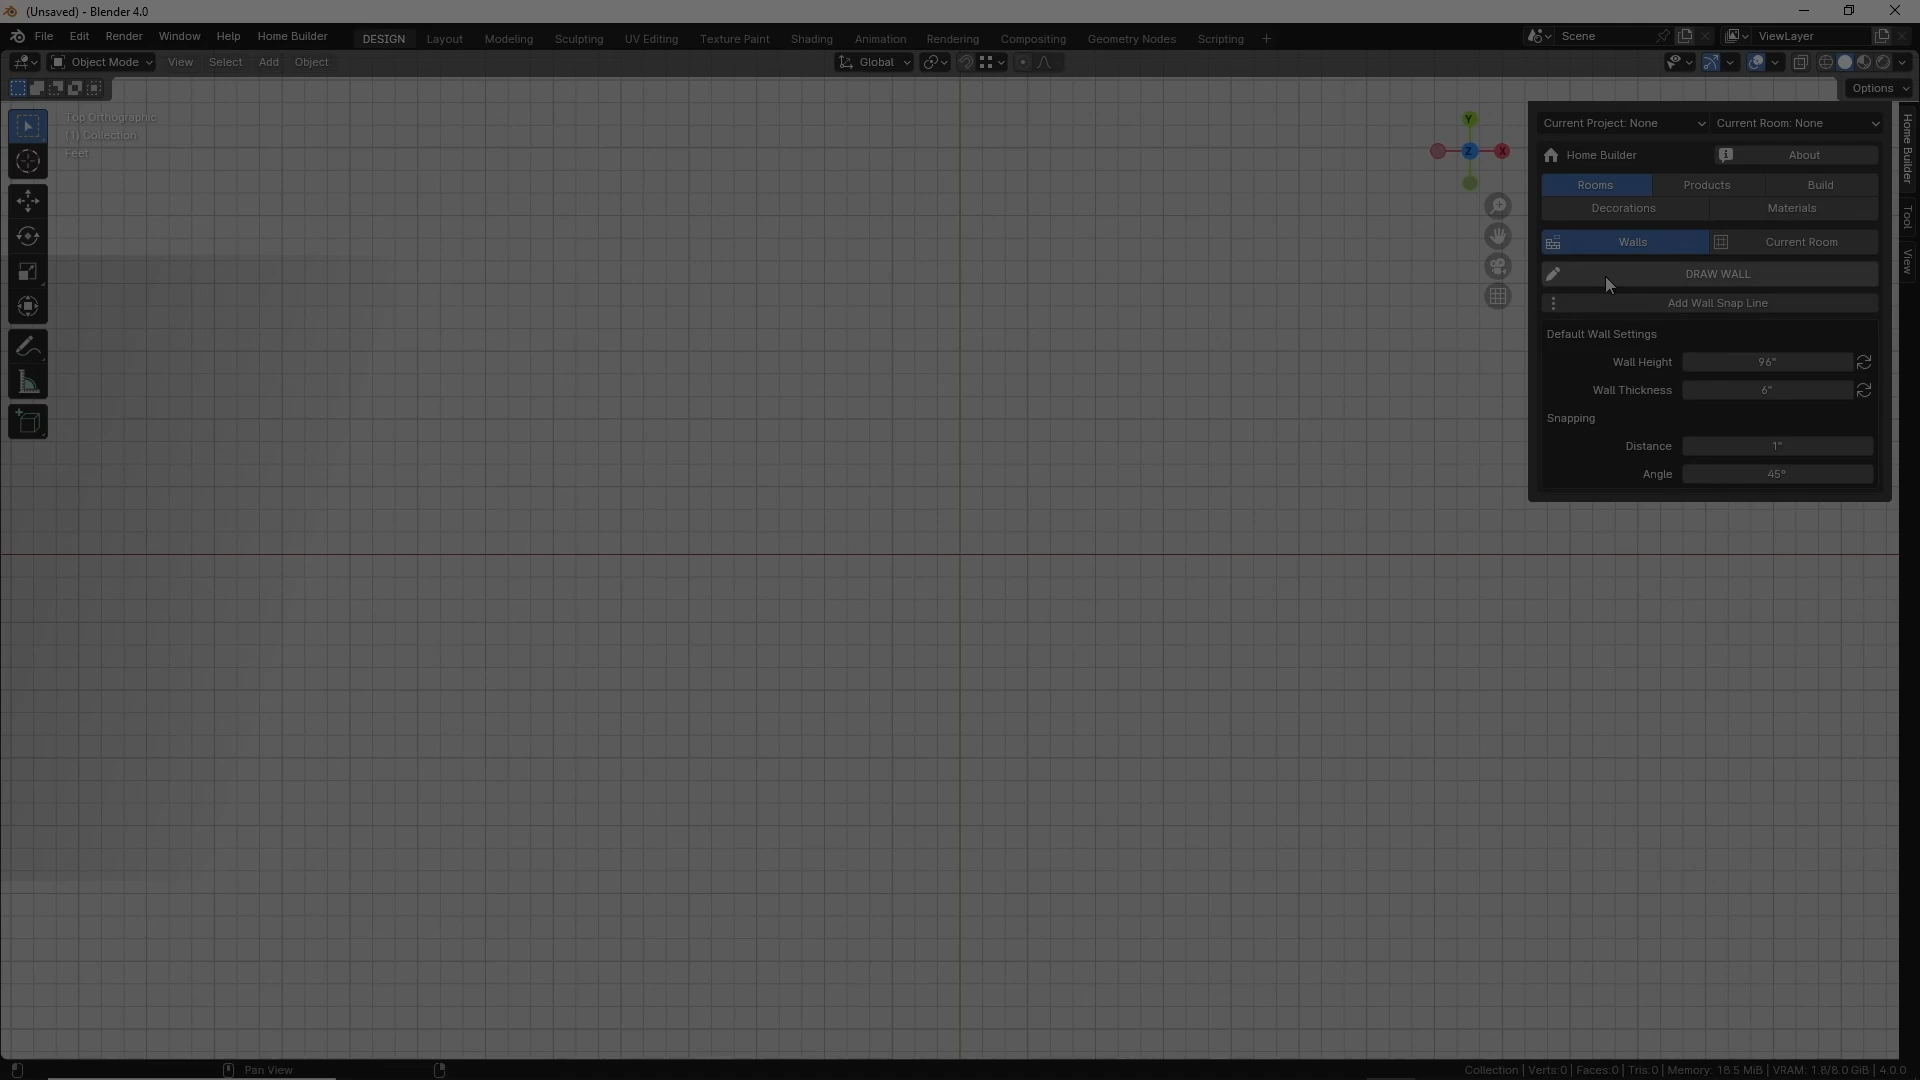 (Unsaved) - Blender 4.0
File Edit Render Window Help Home Builder DESIGN Layout Modeling Sculpting UV Editing Texture Paint Shading Animation Rendering Compositing Geometry Nodes Scripting + Scene ViewLayer
Object Mode View Select Add Object Global
Options
Top Orthographic
(1) Collection
Feet
Y
Z
X
Current Project: None Current Room: None
Home Builder About
Rooms Products Build
Decorations Materials
Walls Current Room
DRAW WALL
Add Wall Snap Line
Default Wall Settings
Wall Height 96"
Wall Thickness 6"
Snapping
Distance 1"
Angle 45°
Home Builder
Tool
View
Pan View
Collection | Verts:0 | Faces:0 | Tris:0 | Memory: 18.5 MiB | VRAM: 1.8/8.0 GiB | 4.0.0